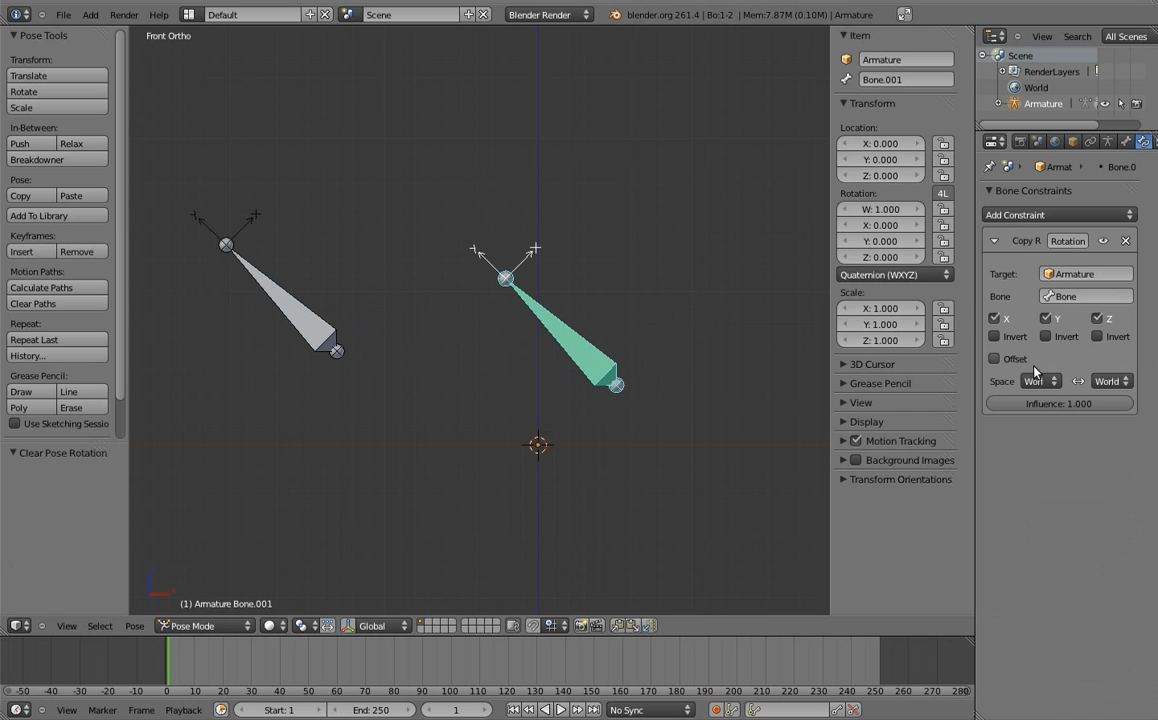 File Add Render Help Default Scene Blender Render blender.org 261.4 | Bo:1-2 | Mem:7.87M (0.10M) | Armature
Pose Tools
Transform:
Translate
Rotate
Scale
In-Between:
Push Relax
Breakdowner
Pose:
Copy Paste
Add To Library
Keyframes:
Insert Remove
Motion Paths:
Calculate Paths
Clear Paths
Repeat:
Repeat Last
History...
Grease Pencil:
Draw Line
Poly Erase
Use Sketching Sessio
Clear Pose Rotation
Front Ortho
(1) Armature Bone.001
Item
Armature
Bone.001
Transform
Location:
X: 0.000
Y: 0.000
Z: 0.000
Rotation: 4L
W: 1.000
X: 0.000
Y: 0.000
Z: 0.000
Quaternion (WXYZ)
Scale:
X: 1.000
Y: 1.000
Z: 1.000
3D Cursor
Grease Pencil
View
Display
Motion Tracking
Background Images
Transform Orientations
View Search All Scenes
Scene
RenderLayers
World
Armature
Armat Bone.0
Bone Constraints
Add Constraint
Copy R Rotation
Target: Armature
Bone Bone
X Y Z
Invert Invert Invert
Offset
Space Worl World
Influence: 1.000
View Select Pose Pose Mode Global
-50 -40 -30 -20 -10 0 10 20 30 40 50 60 70 80 90 100 110 120 130 140 150 160 170 180 190 200 210 220 230 240 250 260 270 280
View Marker Frame Playback Start: 1 End: 250 1 No Sync